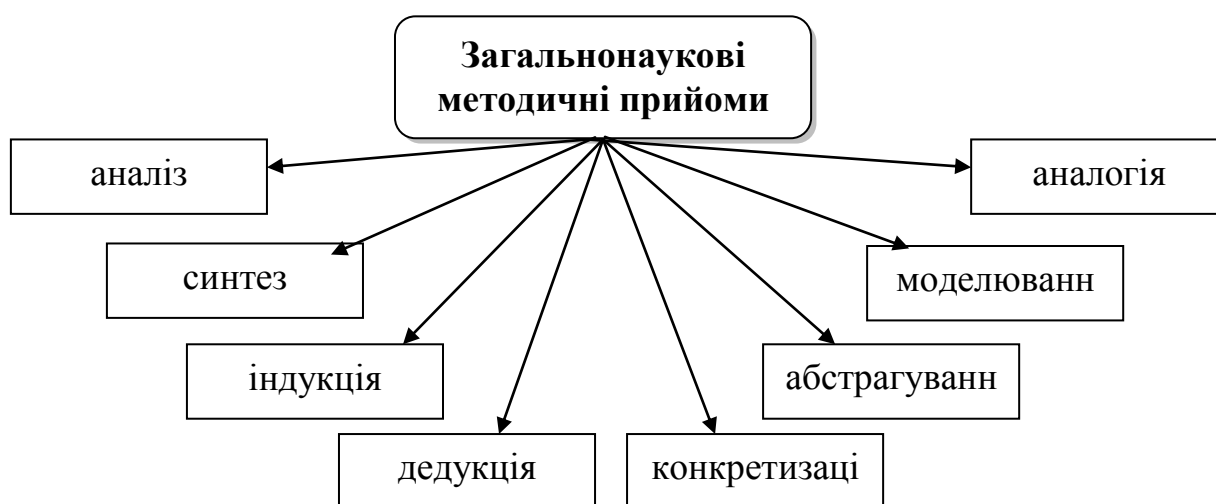 Загальнонаукові
методичні прийоми
аналіз
аналогія
синтез
моделюванн
індукція
абстрагуванн
дедукція
конкретизаці